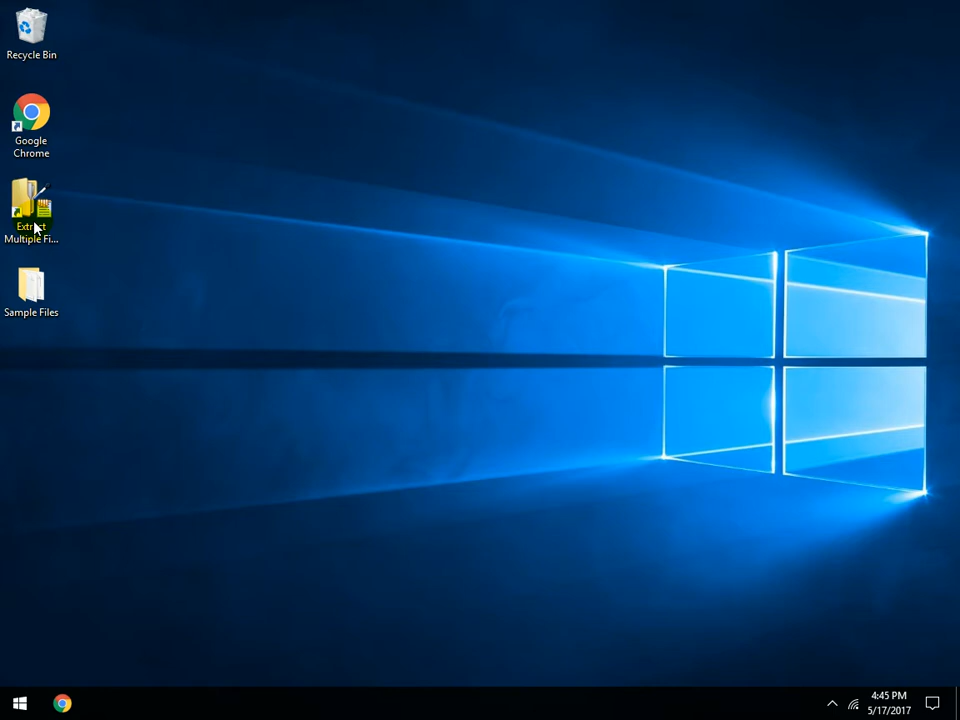 Recycle Bin
Google
Chrome
Extract
Multiple Fi...
Sample Files
4:45 PM
5/17/2017